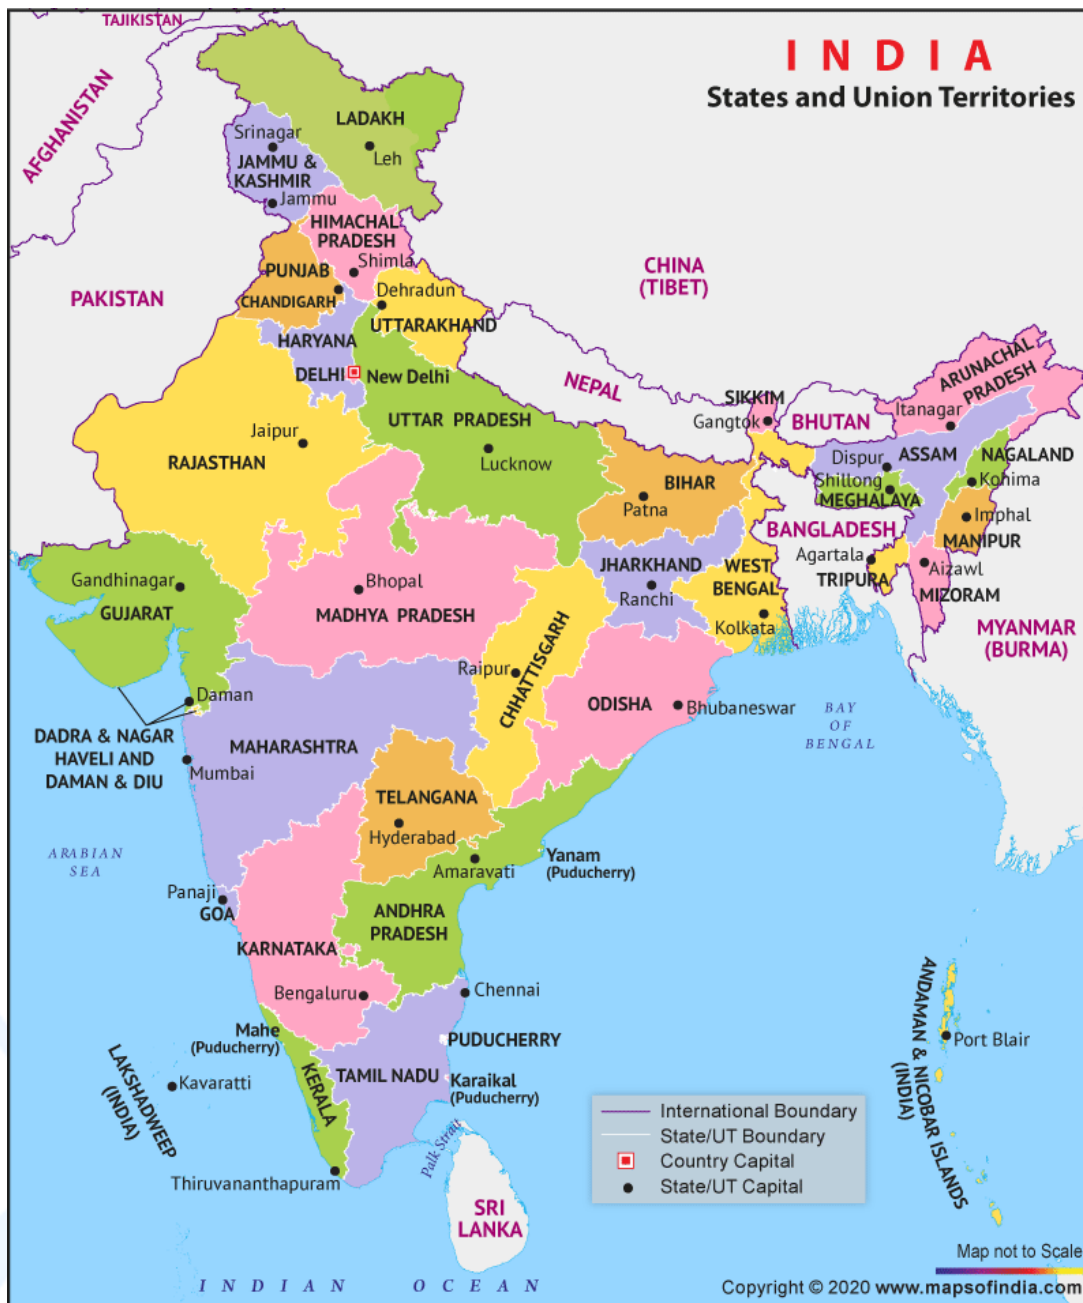 TAJIKISTAN
INDIA
States and Union Territories
AFGHANISTAN
LADAKH
Srinagar
Leh
JAMMU &
KASHMIR
Jammu
HIMACHAL
PRADESH
Shimla
PUNJAB
CHANDIGARH
Dehradun
UTTARAKHAND
CHINA
(TIBET)
PAKISTAN
HARYANA
DELHI
New Delhi
NEPAL
SIKKIM
Gangtok
BHUTAN
ARUNACHAL
PRADESH
Itanagar
UTTAR PRADESH
Lucknow
Jaipur
RAJASTHAN
BIHAR
Patna
Dispur
ASSAM
NAGALAND
Kohima
Shillong
MEGHALAYA
Imphal
MANIPUR
BANGLADESH
Agartala
TRIPURA
Aizawl
MIZORAM
MYANMAR
(BURMA)
Gandhinagar
GUJARAT
Bhopal
MADHYA PRADESH
JHARKHAND
Ranchi
WEST
BENGAL
Kolkata
CHHATTISGARH
Raipur
ODISHA
Bhubaneswar
BAY
OF
BENGAL
Daman
DADRA & NAGAR
HAVELI AND
DAMAN & DIU
MAHARASHTRA
Mumbai
TELANGANA
Hyderabad
ARABIAN
SEA
Amaravati
Yanam
(Puducherry)
Panaji
GOA
ANDHRA
PRADESH
KARNATAKA
Bengaluru
Chennai
Mahe
(Puducherry)
PUDUCHERRY
KERALA
TAMIL NADU
Karaikal
(Puducherry)
LAKSHADWEEP
(INDIA)
Kavaratti
Thiruvananthapuram
Palk Strait
SRI
LANKA
ANDAMAN & NICOBAR ISLANDS
(INDIA)
Port Blair
International Boundary
State/UT Boundary
Country Capital
State/UT Capital
INDIAN OCEAN
Map not to Scale
Copyright © 2020 www.mapsofindia.com